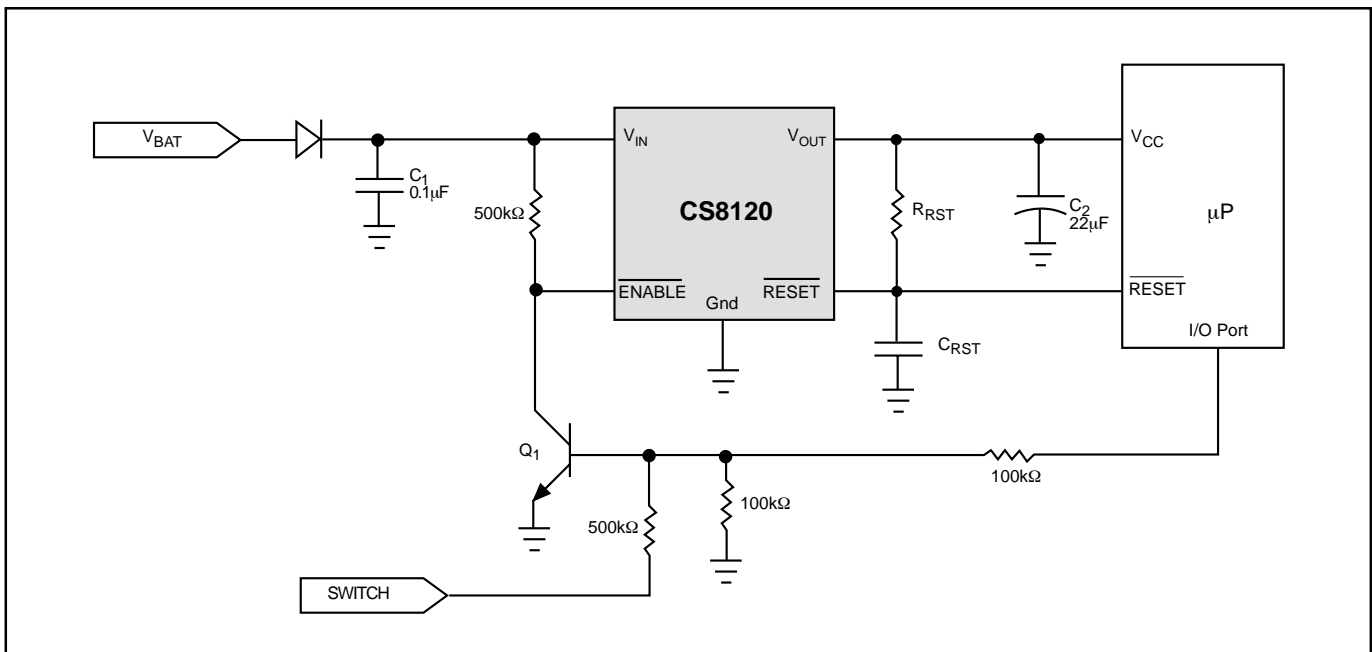 V_BAT
C_1
0.1µF
500kΩ
V_IN
V_OUT
CS8120
ENABLE
RESET
Gnd
R_RST
C_RST
C_2
22µF
V_CC
µP
RESET
I/O Port
Q_1
500kΩ
100kΩ
100kΩ
SWITCH